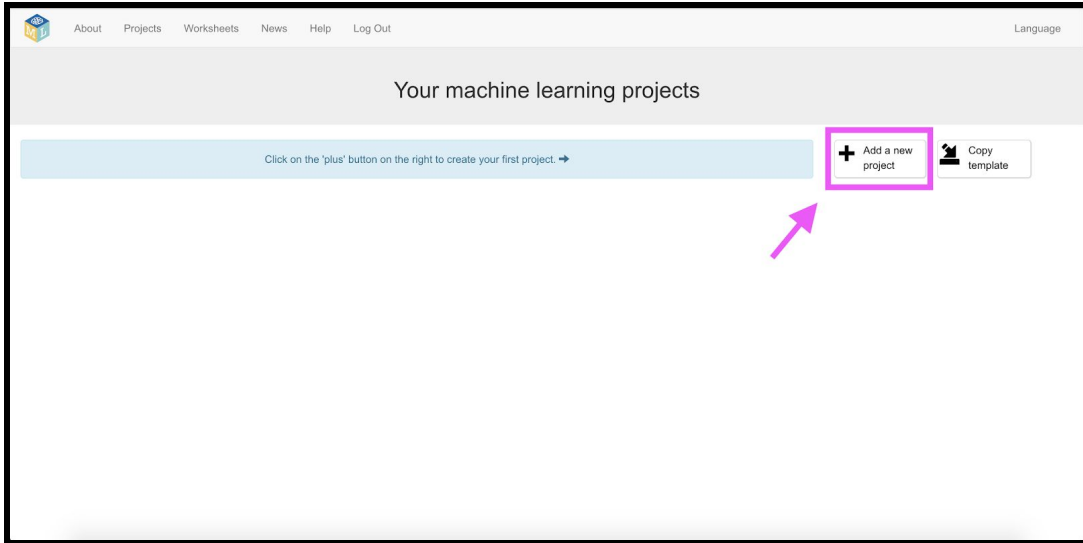 About Projects Worksheets News Help Log Out Language
Your machine learning projects
Click on the 'plus' button on the right to create your first project. ➔
Add a new
project
Copy
template